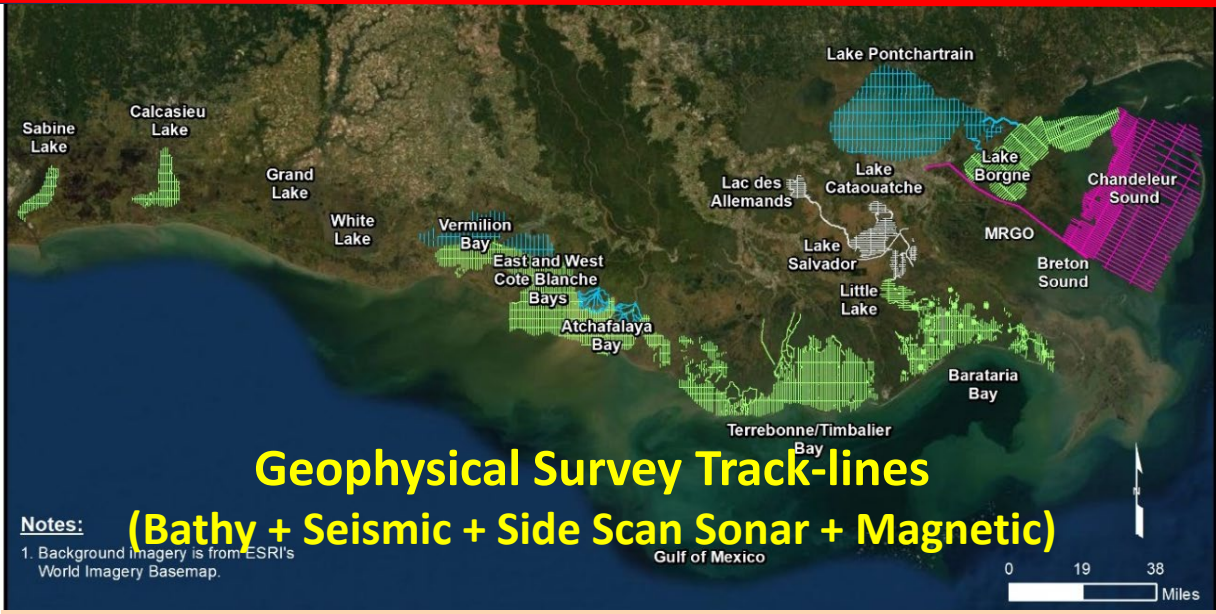 Lake Pontchartrain
Calcasieu
Lake
Sabine
Lake
Grand
Lake
White
Lake
Vermilion
Bay
East and West
Cote Blanche
Bays
Atchafalaya
Bay
Lac des
Allemands
Lake
Cataouatche
Lake
Borgne
Chandeleur
Sound
MRGO
Lake
Salvador
Breton
Sound
Little
Lake
Barataria
Bay
Terrebonne/Timbalier
Bay
Geophysical Survey Track-lines
(Bathy + Seismic + Side Scan Sonar + Magnetic)
Notes:
1. Background imagery is from ESRI's
World Imagery Basemap.
Gulf of Mexico
N
0 19 38
Miles